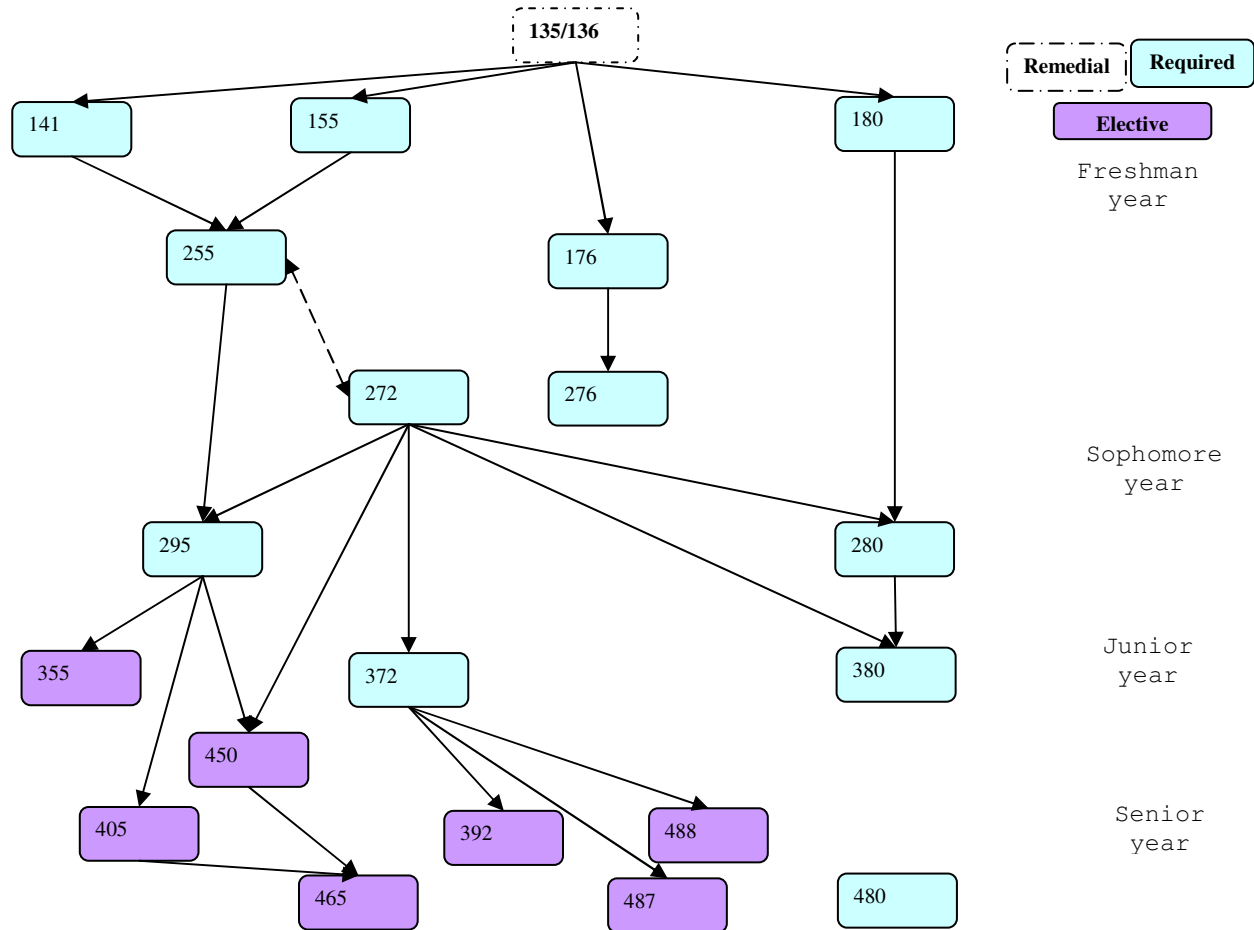 135/136
Remedial
Required
141
155
180
Elective
Freshman
year
255
176
272
276
Sophomore
year
295
280
355
372
380
Junior
year
450
405
392
488
Senior
year
465
487
480